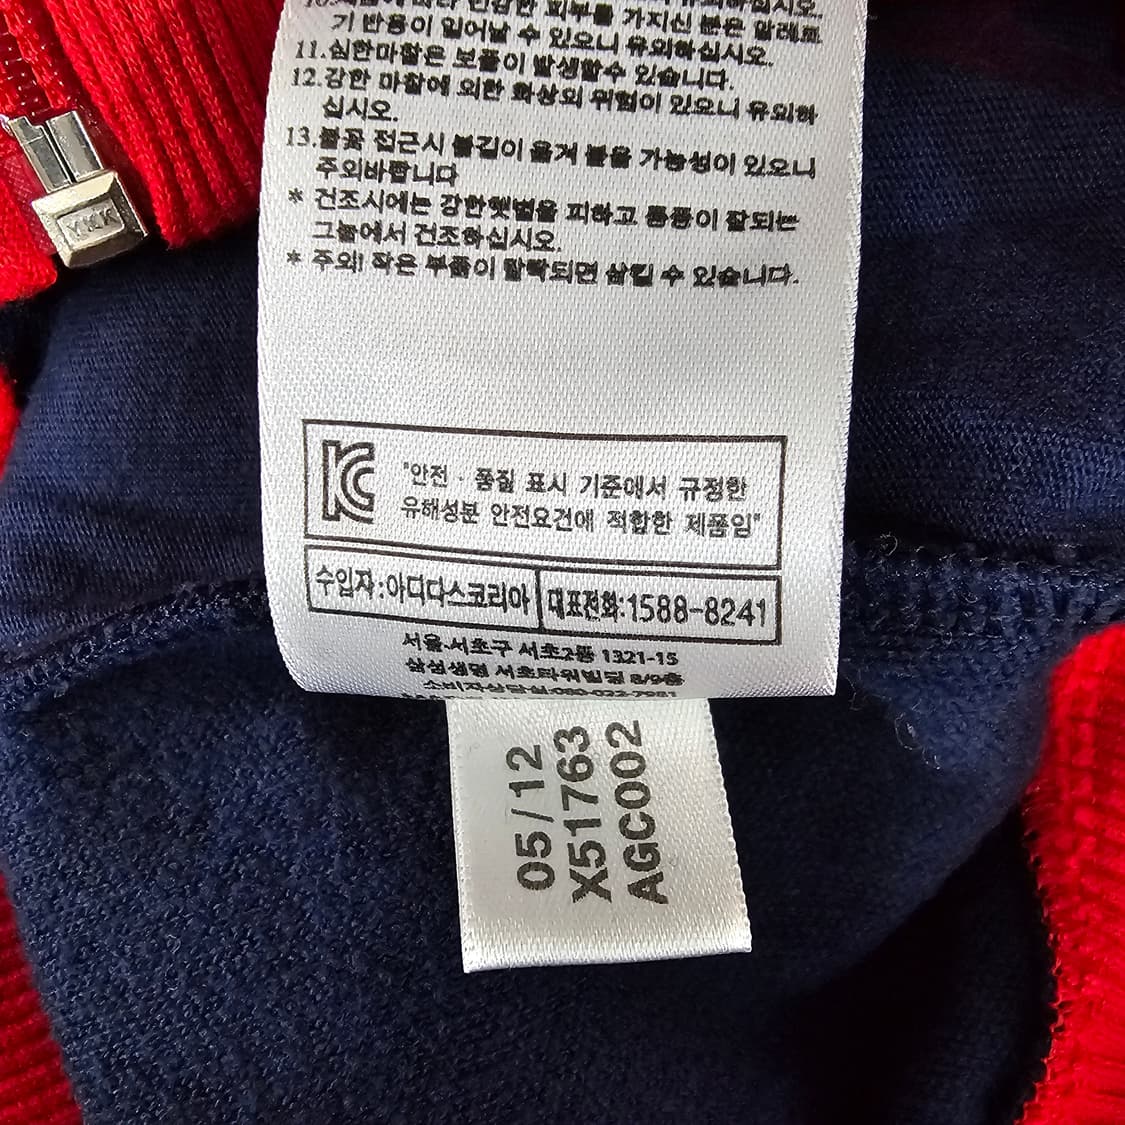 기 반응이 일어날 수 있으니 유의하십시오.
11.심한마찰은 보풀이 발생할수 있습니다.
12.강한 마찰에 의한 화상의 위험이 있으니 유의하
십시오.
13.불꽃 접근시 불길이 옮겨 붙을 가능성이 있으니
주의바랍니다
* 건조시에는 강한햇볕을 피하고 통풍이 잘되는
그늘에서 건조하십시오.
* 주의! 작은 부품이 탈락되면 삼킬 수 있습니다.
"안전 · 품질 표시 기준에서 규정한
유해성분 안전요건에 적합한 제품임"
수입자:아디다스코리아 대표전화:1588-8241
서울·서초구 서초2동 1321-15
삼성생명 서초타워빌딩 8/9층
소비자상담실:080-022-7981
05/12
X51763
AGC002
YKK